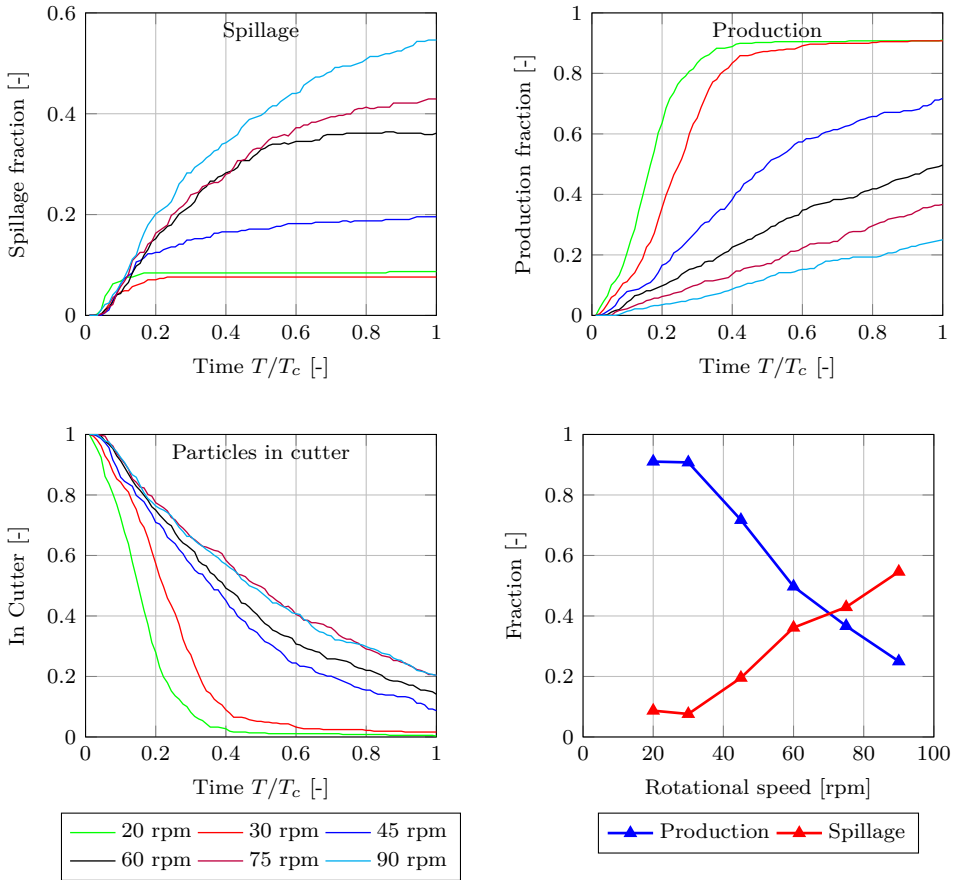 Spillage
Spillage fraction [-]
0.6
0.4
0.2
0
0 0.2 0.4 0.6 0.8 1
Time T/T_c [-]
Production
Production fraction [-]
1
0.8
0.6
0.4
0.2
0
0 0.2 0.4 0.6 0.8 1
Time T/T_c [-]
Particles in cutter
In Cutter [-]
1
0.8
0.6
0.4
0.2
0
0 0.2 0.4 0.6 0.8 1
Time T/T_c [-]
20 rpm 30 rpm 45 rpm
60 rpm 75 rpm 90 rpm
Fraction [-]
1
0.8
0.6
0.4
0.2
0
0 20 40 60 80 100
Rotational speed [rpm]
Production Spillage